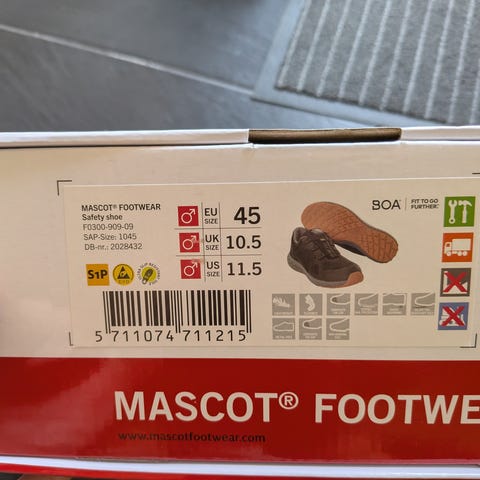 MASCOT® FOOTWEAR
Safety shoe
F0300-909-09
SAP-Size: 1045
DB-nr.: 2028432
EU SIZE 45
UK SIZE 10.5
US SIZE 11.5
BOA® FIT TO GO FURTHER.™
S1P
ESD
5 711074 711215
MASCOT® FOOTWE
www.mascotfootwear.com